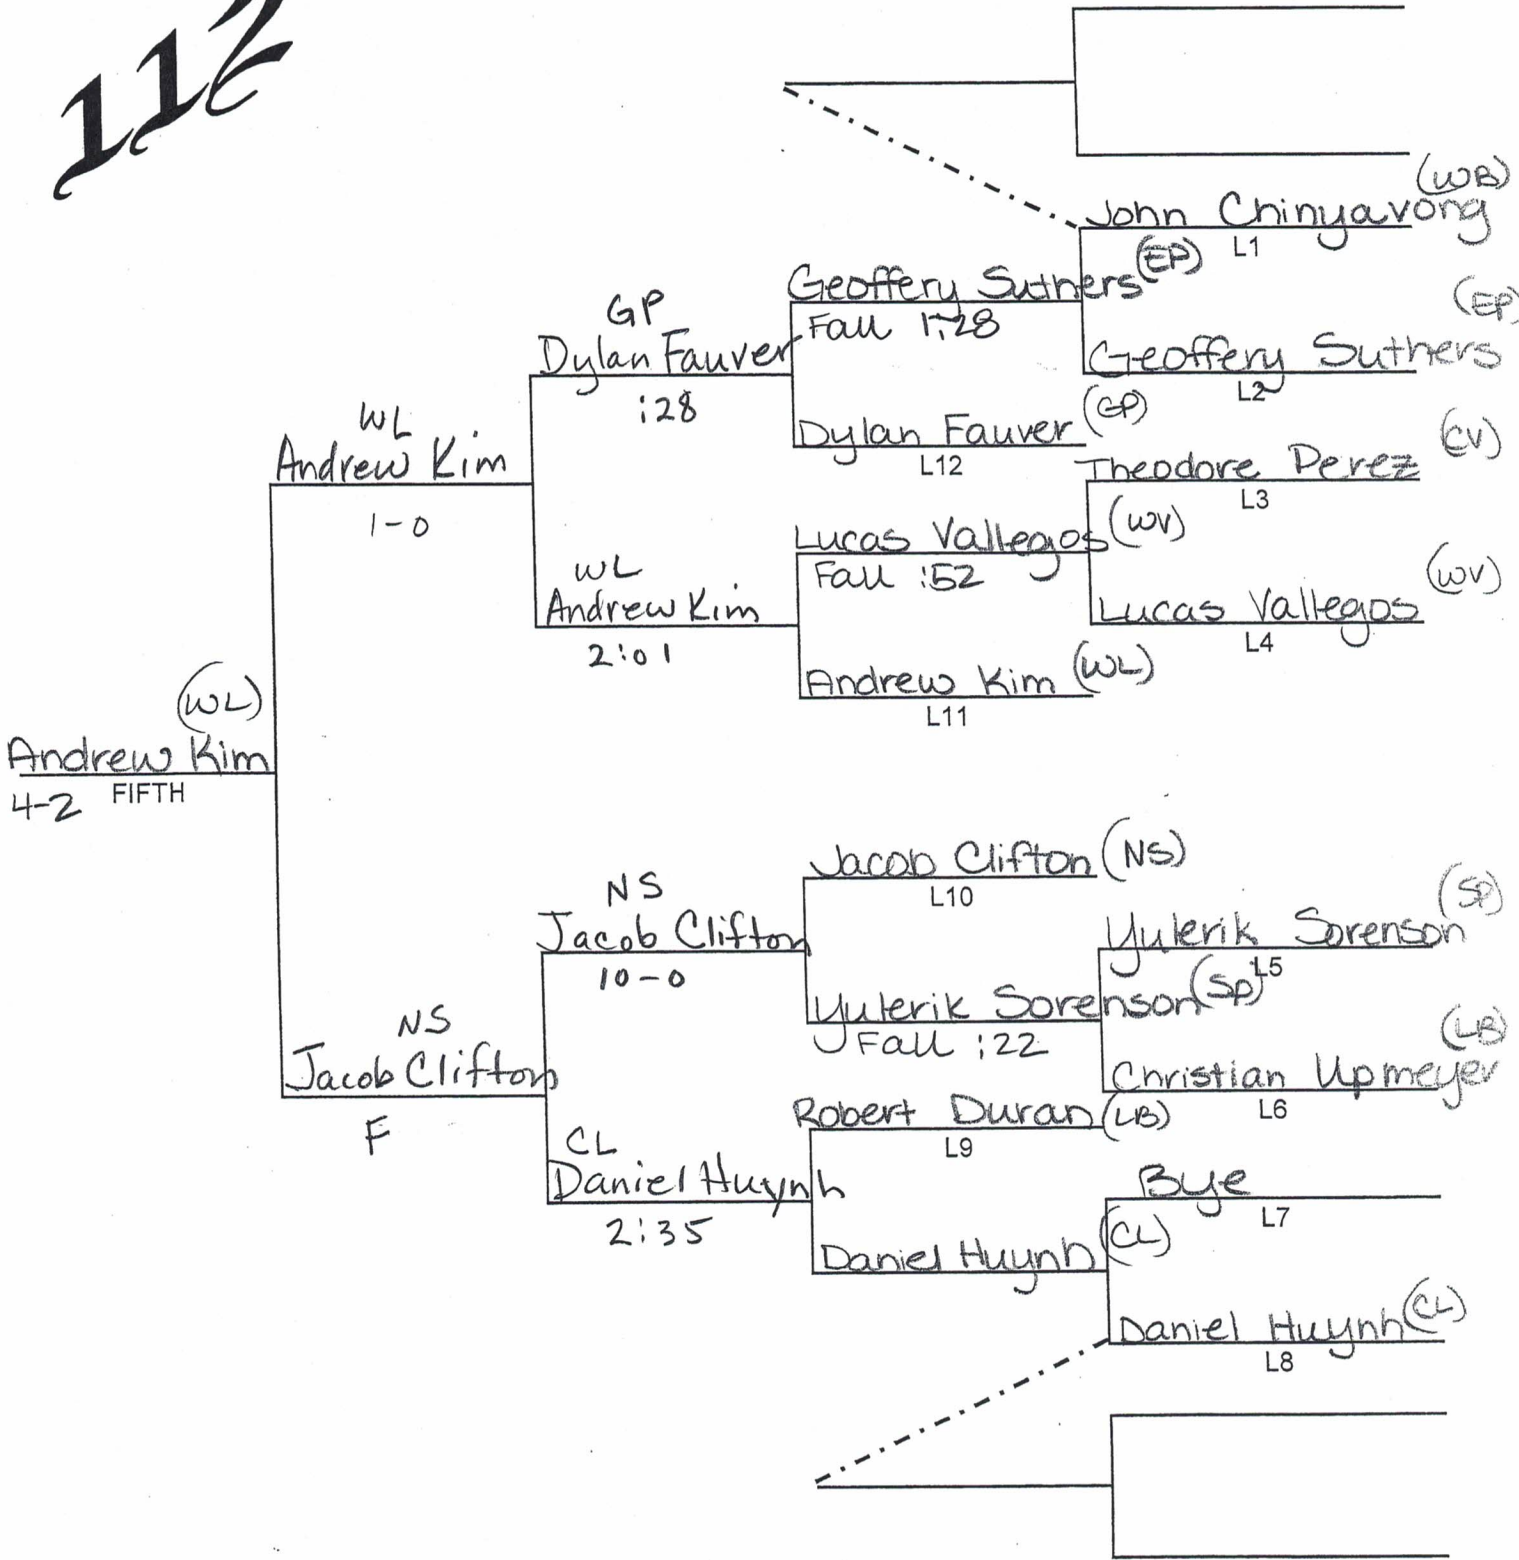 112
(WB)
John Chinyavong
L1
Geoffery Suthers (EP)
Fall 1:28
(EP)
Geoffery Suthers
L2
GP
Dylan Fauver
:28
Dylan Fauver (GP)
L12
(CV)
Theodore Perez
L3
WL
Andrew Kim
1-0
Lucas Vallegos (WV)
Fall :52
(WV)
Lucas Vallegos
L4
WL
Andrew Kim
2:01
Andrew Kim (WL)
L11
(WL)
Andrew Kim
4-2 FIFTH
Jacob Clifton (NS)
L10
NS
Jacob Clifton
10-0
(SP)
Yulerik Sorenson
L5
Yulerik Sorenson (SP)
Fall :22
(LB)
Christian Upmeyer
L6
NS
Jacob Clifton
F
Robert Duran (LB)
L9
CL
Daniel Huynh
2:35
Bye
L7
Daniel Huynh (CL)
Daniel Huynh (CL)
L8